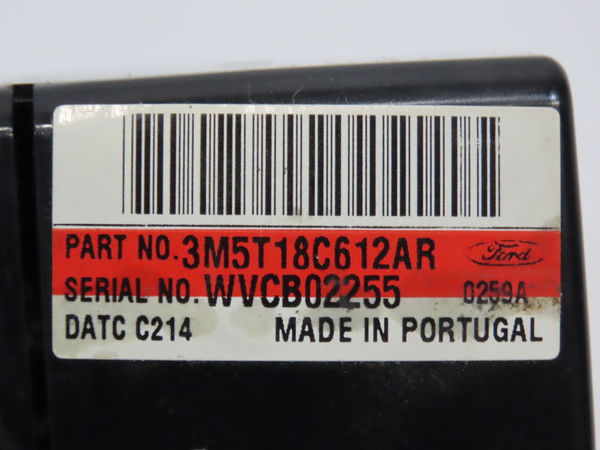 PART NO. 3M5T18C612AR Ford
SERIAL NO. WVCB02255 0259A
DATC C214 MADE IN PORTUGAL